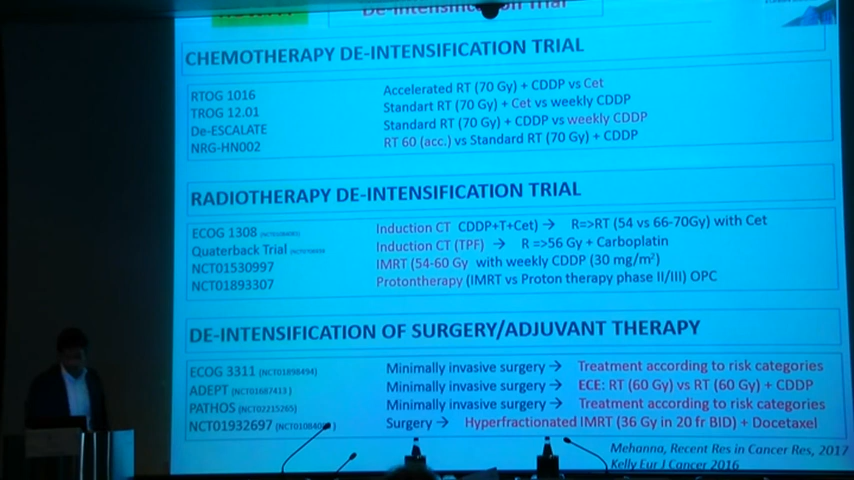 De-Intensification Trial
CHEMOTHERAPY DE-INTENSIFICATION TRIAL
RTOG 1016 Accelerated RT (70 Gy) + CDDP vs Cet
TROG 12.01 Standart RT (70 Gy) + Cet vs weekly CDDP
De-ESCALATE Standard RT (70 Gy) + CDDP vs weekly CDDP
NRG-HN002 RT 60 (acc.) vs Standard RT (70 Gy) + CDDP
RADIOTHERAPY DE-INTENSIFICATION TRIAL
ECOG 1308 Induction CT CDDP+T+Cet) → R=>RT (54 vs 66-70Gy) with Cet
Quaterback Trial Induction CT (TPF) → R =>56 Gy + Carboplatin
NCT01530997 IMRT (54-60 Gy with weekly CDDP (30 mg/m²)
NCT01893307 Protontherapy (IMRT vs Proton therapy phase II/III) OPC
DE-INTENSIFICATION OF SURGERY/ADJUVANT THERAPY
ECOG 3311 (NCT01898494) Minimally invasive surgery → Treatment according to risk categories
ADEPT (NCT01687413 ) Minimally invasive surgery → ECE: RT (60 Gy) vs RT (60 Gy) + CDDP
PATHOS (NCT02215265) Minimally invasive surgery → Treatment according to risk categories
NCT01932697 Surgery → Hyperfractionated IMRT (36 Gy in 20 fr BID) + Docetaxel
Mehanna, Recent Res in Cancer Res, 2017
Kelly Eur J Cancer 2016